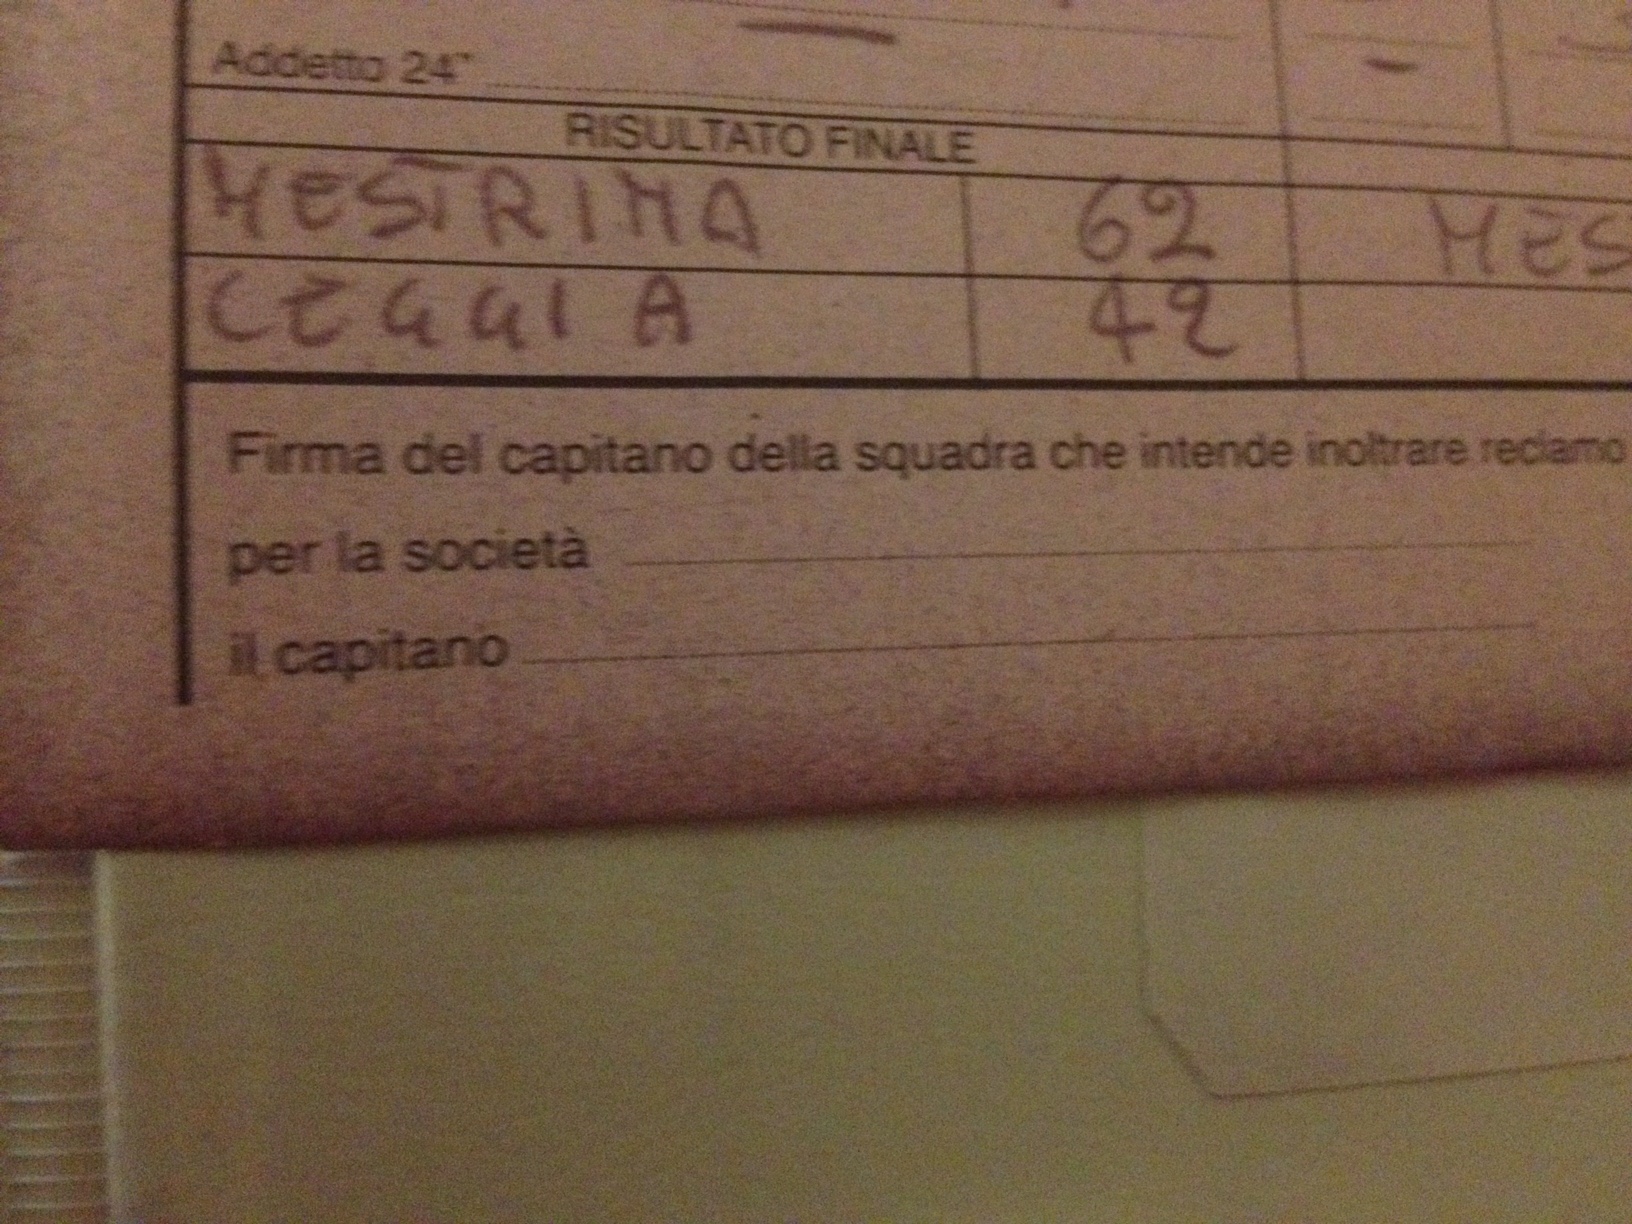 Addetto 24"
RISULTATO FINALE
MESTRINA 62 MES
CEGGIA 42
Firma del capitano della squadra che intende inoltrare reclamo
per la società
il capitano